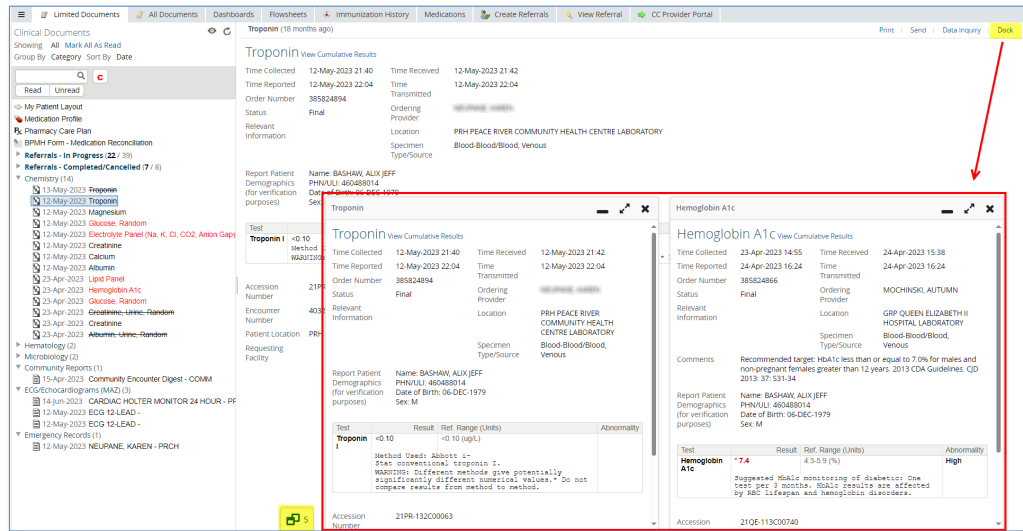 Limited Documents All Documents Dashboards Flowsheets Immunization History Medications Create Referrals View Referral CC Provider Portal
Clinical Documents
Showing All Mark All As Read
Group By Category Sort By Date
c
Read Unread
My Patient Layout
Medication Profile
Pharmacy Care Plan
BPMH Form - Medication Reconciliation
Referrals - In Progress (22 / 39)
Referrals - Completed/Cancelled (7 / 8)
Chemistry (14)
13-May-2023 Troponin
12-May-2023 Troponin
12-May-2023 Magnesium
12-May-2023 Glucose, Random
12-May-2023 Electrolyte Panel (Na, K, Cl, CO2, Anion Gap)
12-May-2023 Creatinine
12-May-2023 Calcium
12-May-2023 Albumin
23-Apr-2023 Lipid Panel
23-Apr-2023 Hemoglobin A1c
23-Apr-2023 Glucose, Random
23-Apr-2023 Creatinine, Urine, Random
23-Apr-2023 Creatinine
23-Apr-2023 Albumin, Urine, Random
Hematology (2)
Microbiology (2)
Community Reports (1)
15-Apr-2023 Community Encounter Digest - COMM
ECG/Echocardiograms (MAZ) (3)
14-Jun-2023 CARDIAC HOLTER MONITOR 24 HOUR - PF
12-May-2023 ECG 12-LEAD -
12-May-2023 ECG 12-LEAD -
Emergency Records (1)
12-May-2023 NEUPANE, KAREN - PRCH
Troponin (18 months ago)
Print Send Data Inquiry Dock
Troponin View Cumulative Results
Time Collected 12-May-2023 21:40 Time Received 12-May-2023 21:42
Time Reported 12-May-2023 22:04 Time Transmitted 12-May-2023 22:04
Order Number 385824894
Status Final
Ordering Provider
Relevant Information
Location PRH PEACE RIVER COMMUNITY HEALTH CENTRE LABORATORY
Specimen Type/Source Blood-Blood/Blood, Venous
Report Patient Name: BASHAW, ALIX JEFF
Demographics PHN/ULI: 460488014
(for verification Date of Birth: 06-DEC-1979
purposes) Sex:
Test
Troponin I <0.10
Method
WARNING:
Accession Number 21PR
Encounter Number 403
Patient Location PRH
Requesting Facility
5
Troponin
Troponin View Cumulative Results
Time Collected 12-May-2023 21:40 Time Received 12-May-2023 21:42
Time Reported 12-May-2023 22:04 Time Transmitted 12-May-2023 22:04
Order Number 385824894
Status Final
Ordering Provider
Relevant Information
Location PRH PEACE RIVER
COMMUNITY HEALTH
CENTRE LABORATORY
Specimen Type/Source Blood-Blood/Blood,
Venous
Report Patient Name: BASHAW, ALIX JEFF
Demographics PHN/ULI: 460488014
(for verification Date of Birth: 06-DEC-1979
purposes) Sex: M
Test Result Ref. Range (Units) Abnormality
Troponin I <0.10 <0.10 (ug/L)
Method Used: Abbott i-
Stat conventional troponin I.
WARNING: Different methods give potentially
significantly different numerical values.* Do not
compare results from method to method.
Accession Number 21PR-132C00063
Hemoglobin A1c
Hemoglobin A1c View Cumulative Results
Time Collected 23-Apr-2023 14:55 Time Received 24-Apr-2023 15:38
Time Reported 24-Apr-2023 16:24 Time Transmitted 24-Apr-2023 16:24
Order Number 385824866
Status Final
Ordering Provider MOCHINSKI, AUTUMN
Relevant Information
Location GRP QUEEN ELIZABETH II
HOSPITAL LABORATORY
Specimen Type/Source Blood-Blood/Blood,
Venous
Comments Recommended target: HbA1c less than or equal to 7.0% for males and
non-pregnant females greater than 12 years. 2013 CDA Guidelines. CJD
2013: 37: S31-34
Report Patient Name: BASHAW, ALIX JEFF
Demographics PHN/ULI: 460488014
(for verification Date of Birth: 06-DEC-1979
purposes) Sex: M
Test Result Ref. Range (Units) Abnormality
Hemoglobin A1c * 7.4 4.3-5.9 (%) High
Suggested HbA1c monitoring of diabetic: One
test per 3 months. HbA1c results are affected
by RBC lifespan and hemoglobin disorders.
Accession 21QE-113C00740